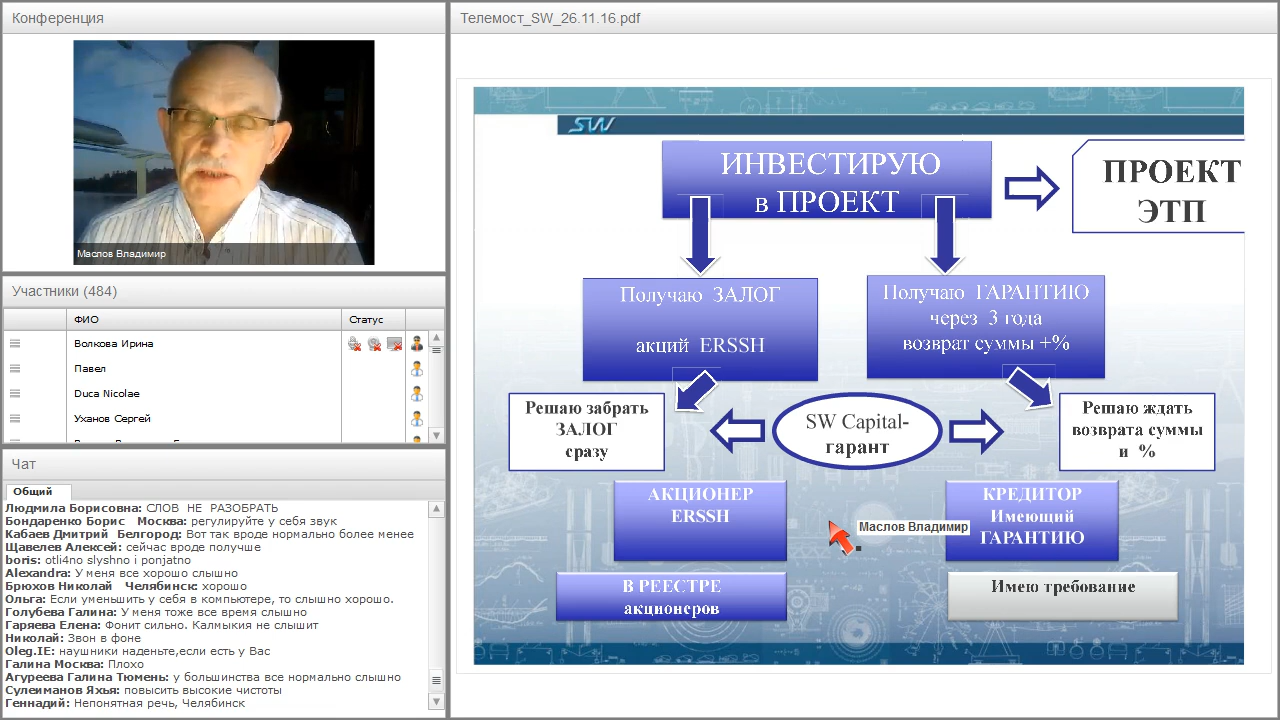 Конференция
Маслов Владимир
Участники (484)
ФИО
Статус
Волкова Ирина
Павел
Duca Nicolae
Уханов Сергей
Чат
Общий
Людмила Борисовна: СЛОВ НЕ РАЗОБРАТЬ
Бондаренко Борис Москва: регулируйте у себя звук
Кабаев Дмитрий Белгород: Вот так вроде нормально более менее
Щавелев Алексей: сейчас вроде получше
boris: otli4no slyshno i ponjatno
Alexandra: У меня все хорошо слышно
Брюхов Николай Челябинск: хорошо
Ольга: Если уменьшить у себя в компьютере, то слышно хорошо.
Голубева Галина: У меня тоже все время слышно
Гаряева Елена: Фонит сильно. Калмыкия не слышит
Николай: Звон в фоне
Oleg.IE: наушники наденьте,если есть у Вас
Галина Москва: Плохо
Агуреева Галина Тюмень: у большинства все нормально слышно
Сулеиманов Яхья: повысить высокие чистоты
Геннадий: Непонятная речь, Челябинск
Телемост_SW_26.11.16.pdf
SW
ИНВЕСТИРУЮ
в ПРОЕКТ
ПРОЕКТ
ЭТП
Получаю ЗАЛОГ
акций ERSSH
Получаю ГАРАНТИЮ
через 3 года
возврат суммы +%
Решаю забрать
ЗАЛОГ
сразу
SW Capital-
гарант
Решаю ждать
возврата суммы
и %
АКЦИОНЕР
ERSSH
Маслов Владимир
КРЕДИТОР
Имеющий
ГАРАНТИЮ
В РЕЕСТРЕ
акционеров
Имею требование